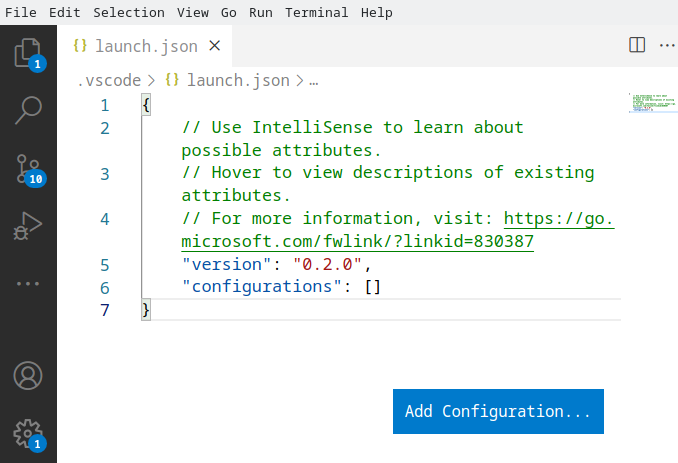 File Edit Selection View Go Run Terminal Help
launch.json
.vscode > launch.json > ...
1 {
2 // Use IntelliSense to learn about
possible attributes.
3 // Hover to view descriptions of existing
attributes.
4 // For more information, visit: https://go.
microsoft.com/fwlink/?linkid=830387
5 "version": "0.2.0",
6 "configurations": []
7 }
Add Configuration...
1
10
1